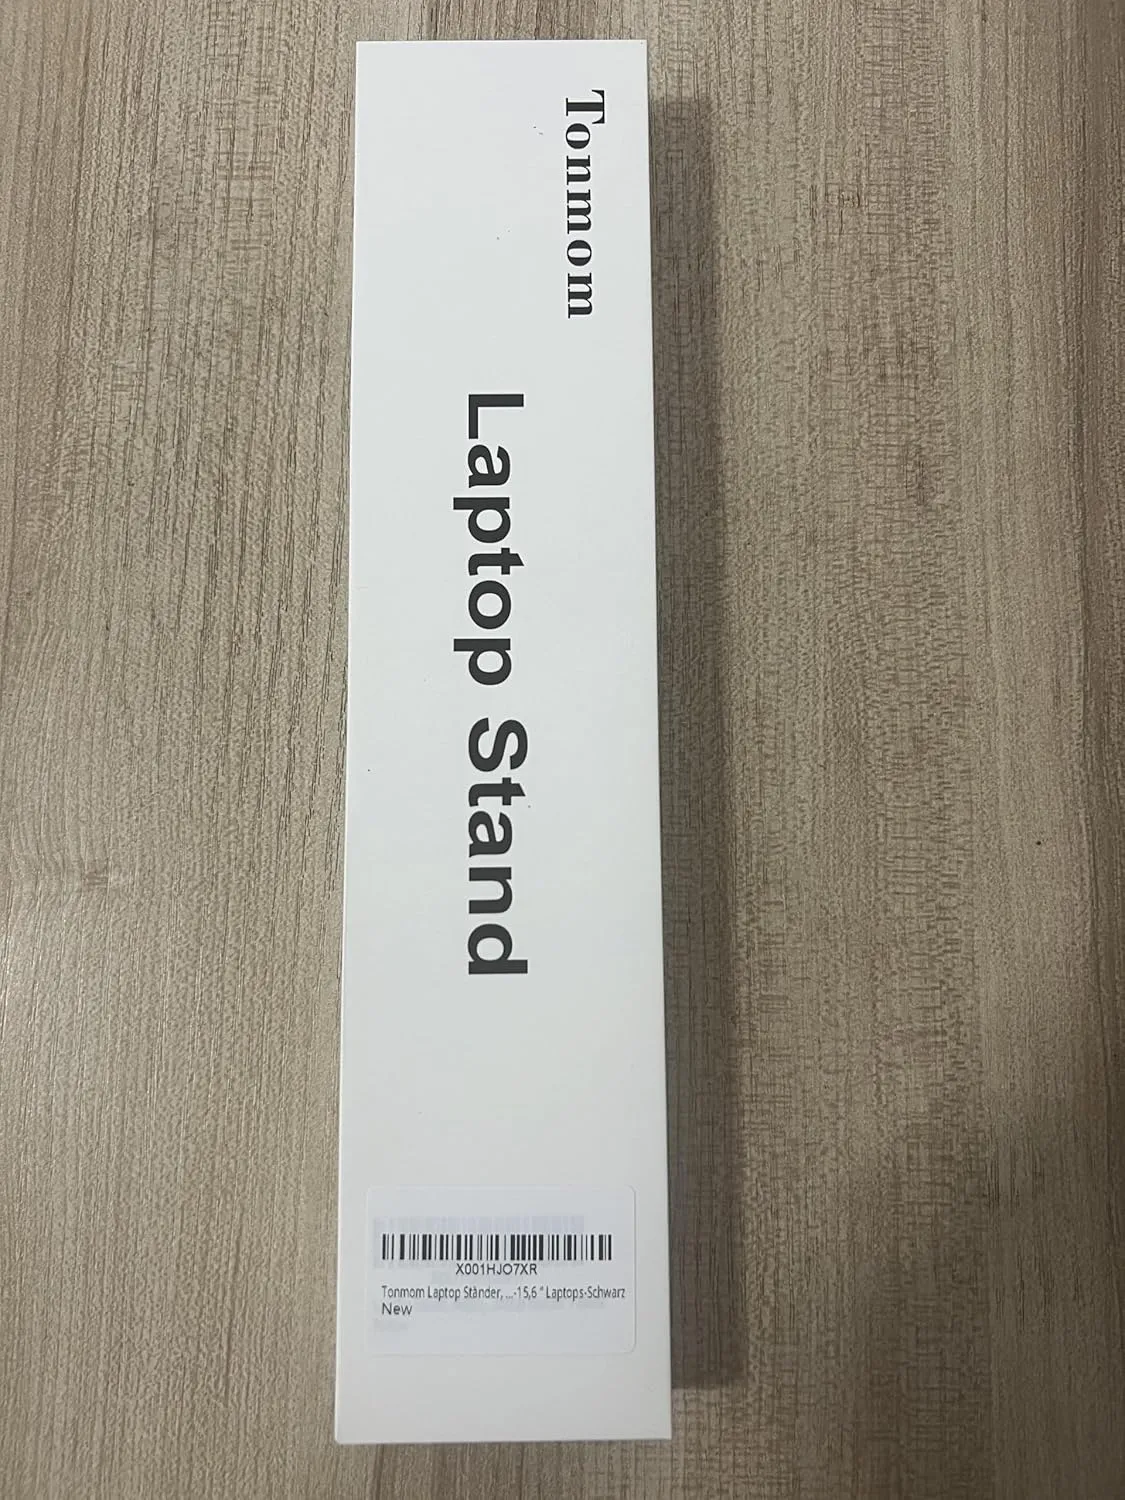 Tonmom
Laptop Stand
X001HJO7XR
Tonmom Laptop Ständer, ...-15,6 " Laptops-Schwarz
New